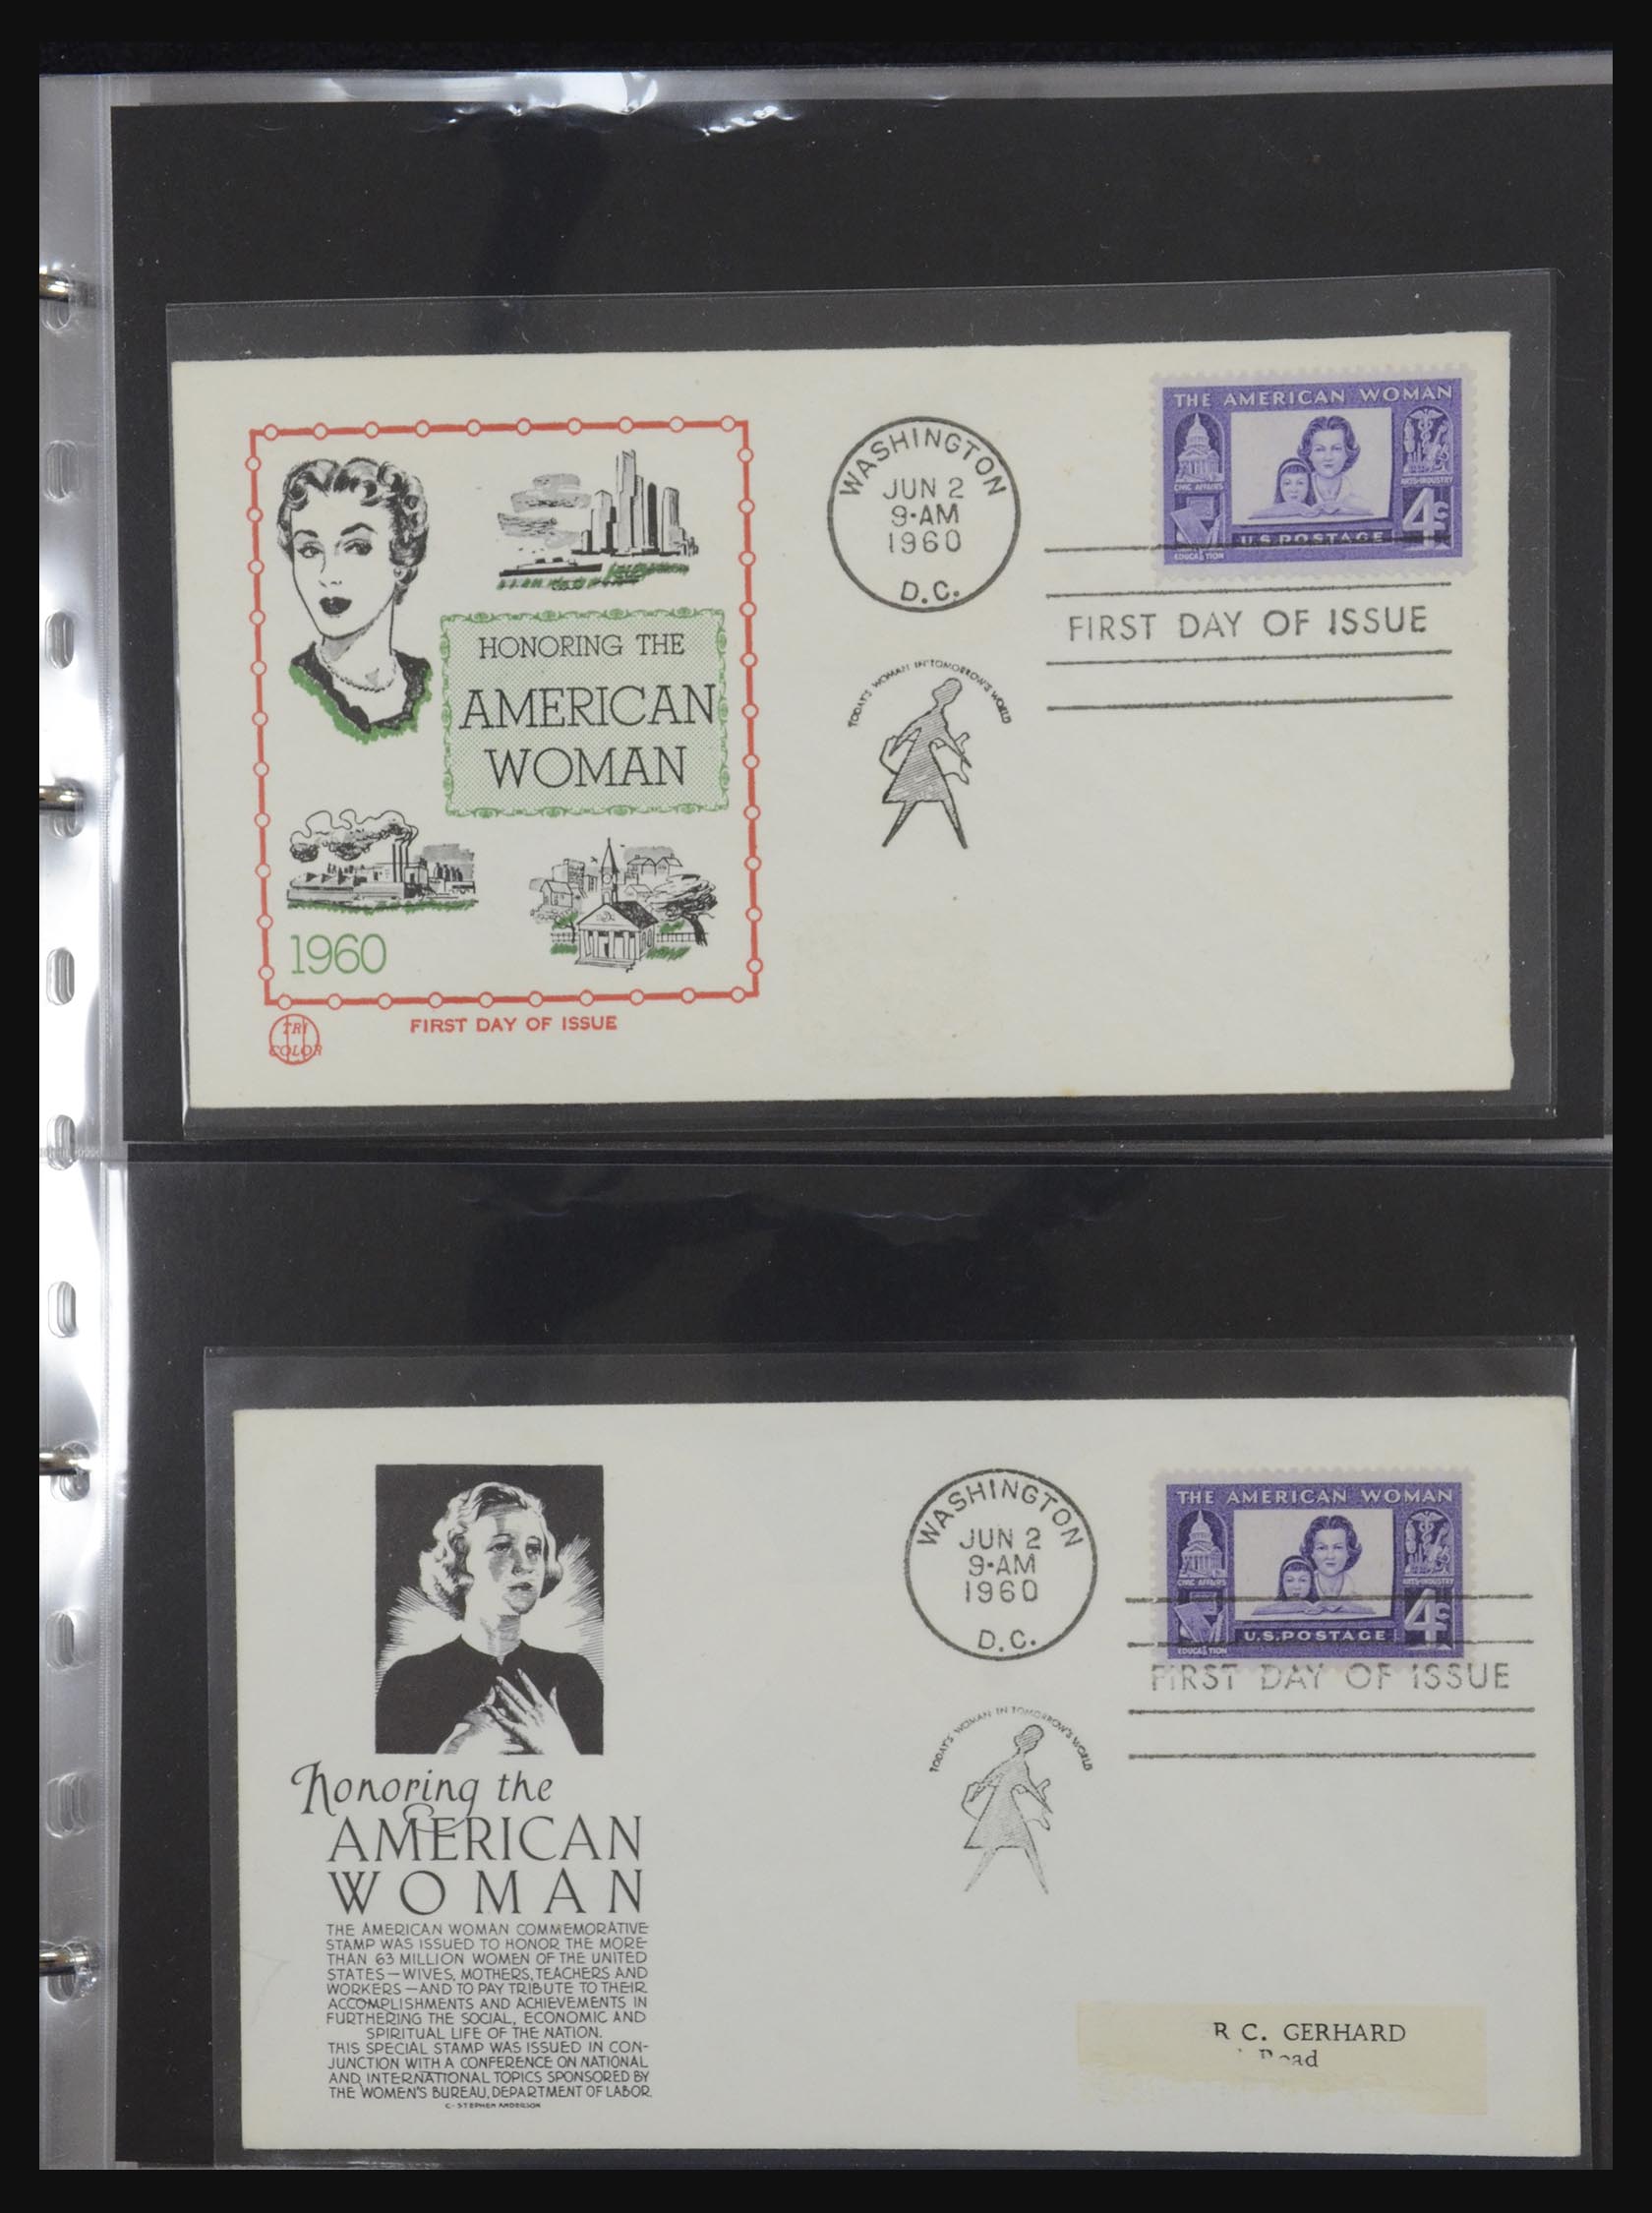 HONORING THE
AMERICAN
WOMAN
1960
TRI
COLOR
FIRST DAY OF ISSUE
WASHINGTON
JUN 2
9-AM
1960
D.C.
TODAY'S WOMAN IN TOMORROW'S WORLD
THE AMERICAN WOMAN
CIVIC AFFAIRS
ARTS-INDUSTRY
EDUCATION
4c
U.S. POSTAGE
FIRST DAY OF ISSUE
Honoring the
AMERICAN
WOMAN
THE AMERICAN WOMAN COMMEMORATIVE
STAMP WAS ISSUED TO HONOR THE MORE
THAN 63 MILLION WOMEN OF THE UNITED
STATES—WIVES, MOTHERS, TEACHERS AND
WORKERS—AND TO PAY TRIBUTE TO THEIR
ACCOMPLISHMENTS AND ACHIEVEMENTS IN
FURTHERING THE SOCIAL, ECONOMIC AND
SPIRITUAL LIFE OF THE NATION.
THIS SPECIAL STAMP WAS ISSUED IN CON-
JUNCTION WITH A CONFERENCE ON NATIONAL
AND INTERNATIONAL TOPICS SPONSORED BY
THE WOMEN'S BUREAU, DEPARTMENT OF LABOR.
C. STEPHEN ANDERSON
WASHINGTON
JUN 2
9-AM
1960
D.C.
TODAY'S WOMAN IN TOMORROW'S WORLD
THE AMERICAN WOMAN
CIVIC AFFAIRS
ARTS-INDUSTRY
EDUCATION
4c
U.S. POSTAGE
FIRST DAY OF ISSUE
R C. GERHARD
Road